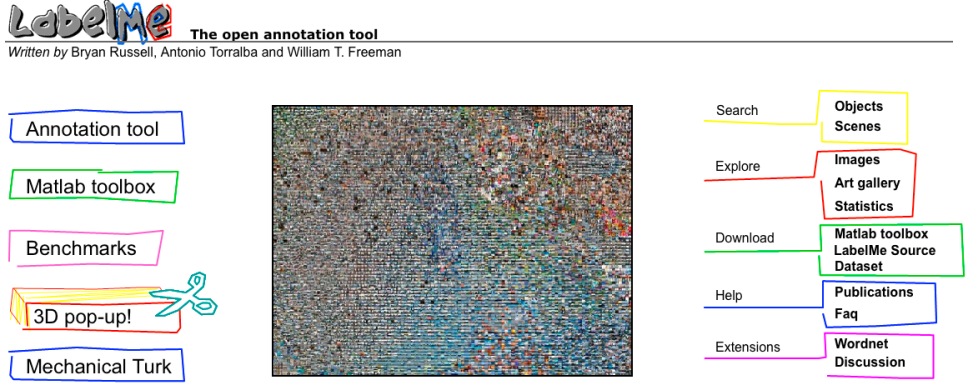 LabelMe The open annotation tool
Written by Bryan Russell, Antonio Torralba and William T. Freeman
Annotation tool
Matlab toolbox
Benchmarks
3D pop-up!
Mechanical Turk
Search
Objects
Scenes
Explore
Images
Art gallery
Statistics
Download
Matlab toolbox
LabelMe Source
Dataset
Help
Publications
Faq
Extensions
Wordnet
Discussion